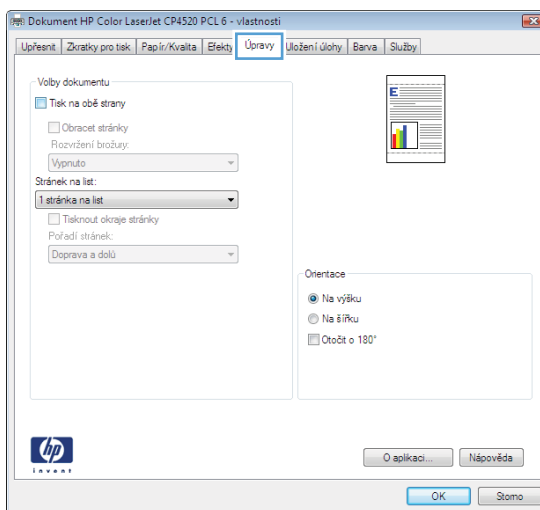 Dokument HP Color LaserJet CP4520 PCL 6 - vlastnosti
Upřesnit Zkratky pro tisk Papír/Kvalita Efekty Úpravy Uložení úlohy Barva Služby
Volby dokumentu
Tisk na obě strany
Obracet stránky
Rozvržení brožury:
Vypnuto
Stránek na list:
1 stránka na list
Tisknout okraje stránky
Pořadí stránek:
Doprava a dolů
E
Orientace
Na výšku
Na šířku
Otočit o 180°
hp
invent
O aplikaci... Nápověda
OK Storno